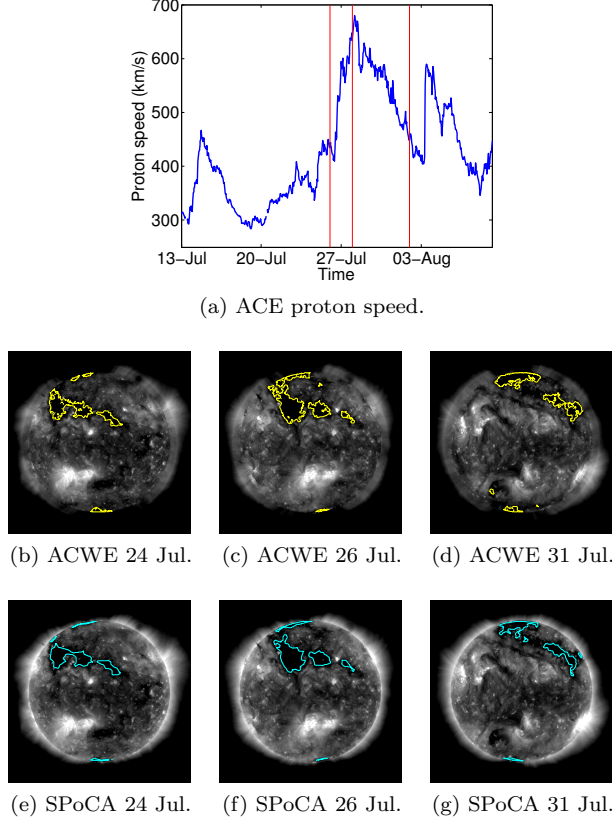 700
600
500
400
300
Proton speed (km/s)
13−Jul 20−Jul 27−Jul 03−Aug
Time
(a) ACE proton speed.
(b) ACWE 24 Jul. (c) ACWE 26 Jul. (d) ACWE 31 Jul.
(e) SPoCA 24 Jul. (f) SPoCA 26 Jul. (g) SPoCA 31 Jul.